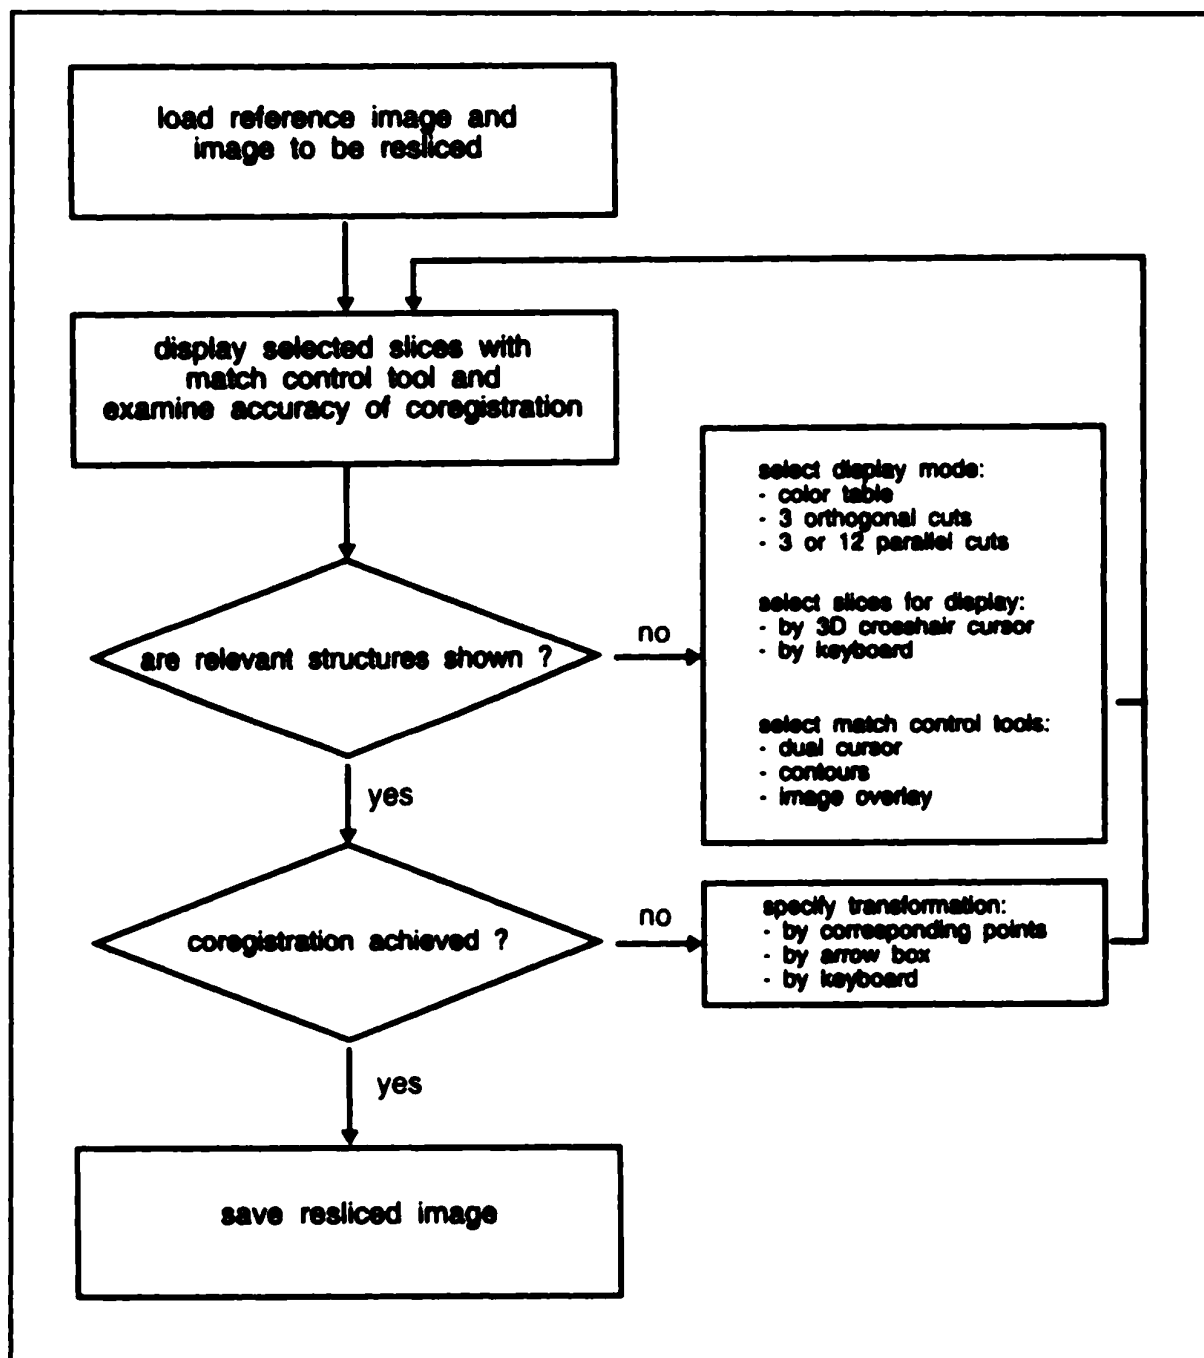 load reference image and
image to be resliced
display selected slices with
match control tool and
examine accuracy of coregistration
are relevant structures shown ?
no
select display mode:
- color table
- 3 orthogonal cuts
- 3 or 12 parallel cuts
select slices for display:
- by 3D crosshair cursor
- by keyboard
select match control tools:
- dual cursor
- contours
- image overlay
yes
coregistration achieved ?
no
specify transformation:
- by corresponding points
- by arrow box
- by keyboard
yes
save resliced image